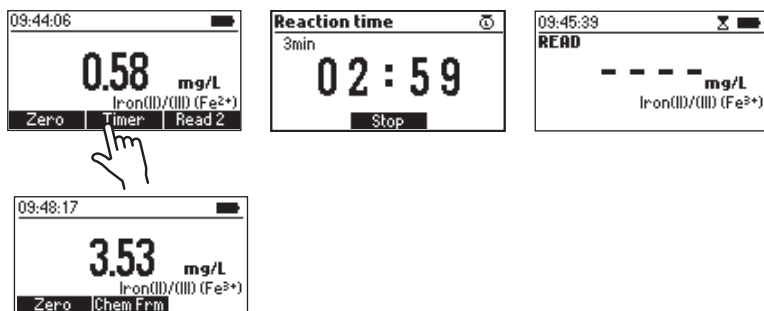 09:44:06
0.58 mg/L
Iron(II)/(III) (Fe2+)
Zero Timer Read 2
Reaction time
3min
02:59
Stop
09:45:39
READ
- - - - mg/L
Iron(II)/(III) (Fe3+)
09:48:17
3.53 mg/L
Iron(II)/(III) (Fe3+)
Zero Chem Frm